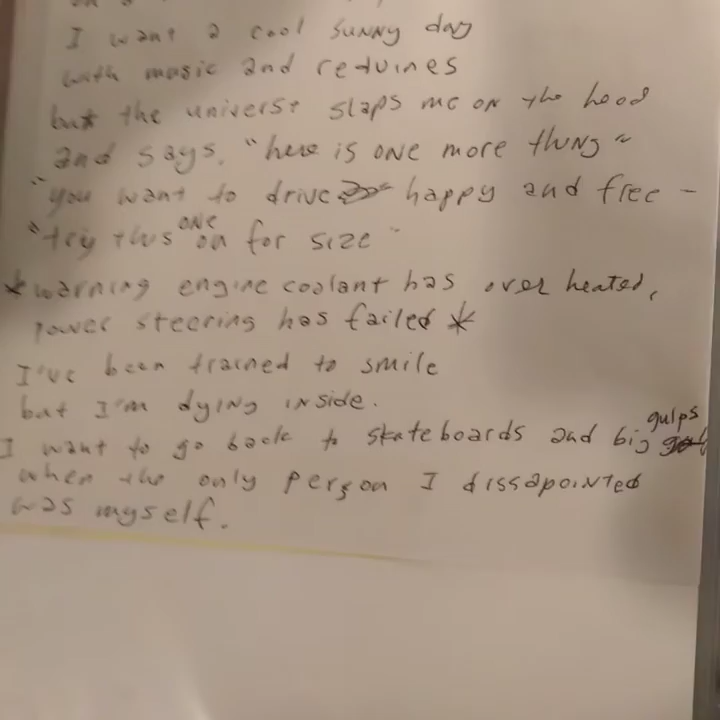 I want a cool sunny day
with music and redvines
but the universe slaps me on the hood
and says, "here is one more thing"
"you want to drive happy and free -
"try this one on for size"
*warning engine coolant has over heated,
power steering has failed*
I've been trained to smile
but I'm dying inside.
I want to go back to skateboards and big gulps
when the only person I dissapointed
was myself.